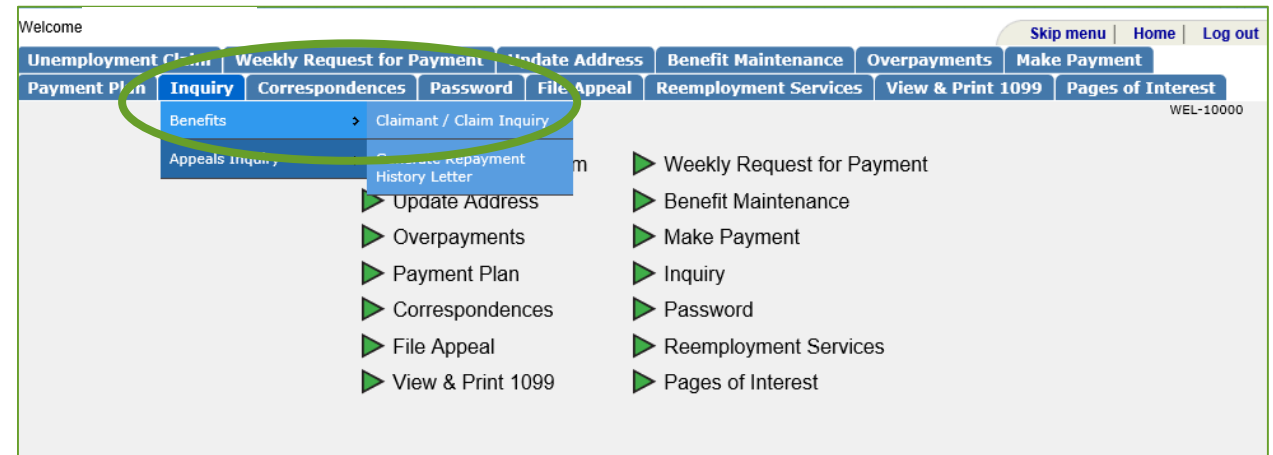 Welcome
Skip menu | Home | Log out
Unemployment Claim Weekly Request for Payment Update Address Benefit Maintenance Overpayments Make Payment
Payment Plan Inquiry Correspondences Password File Appeal Reemployment Services View & Print 1099 Pages of Interest
WEL-10000
Benefits Claimant / Claim Inquiry
Appeals Inquiry Generate Repayment
History Letter
m Weekly Request for Payment
Update Address Benefit Maintenance
Overpayments Make Payment
Payment Plan Inquiry
Correspondences Password
File Appeal Reemployment Services
View & Print 1099 Pages of Interest